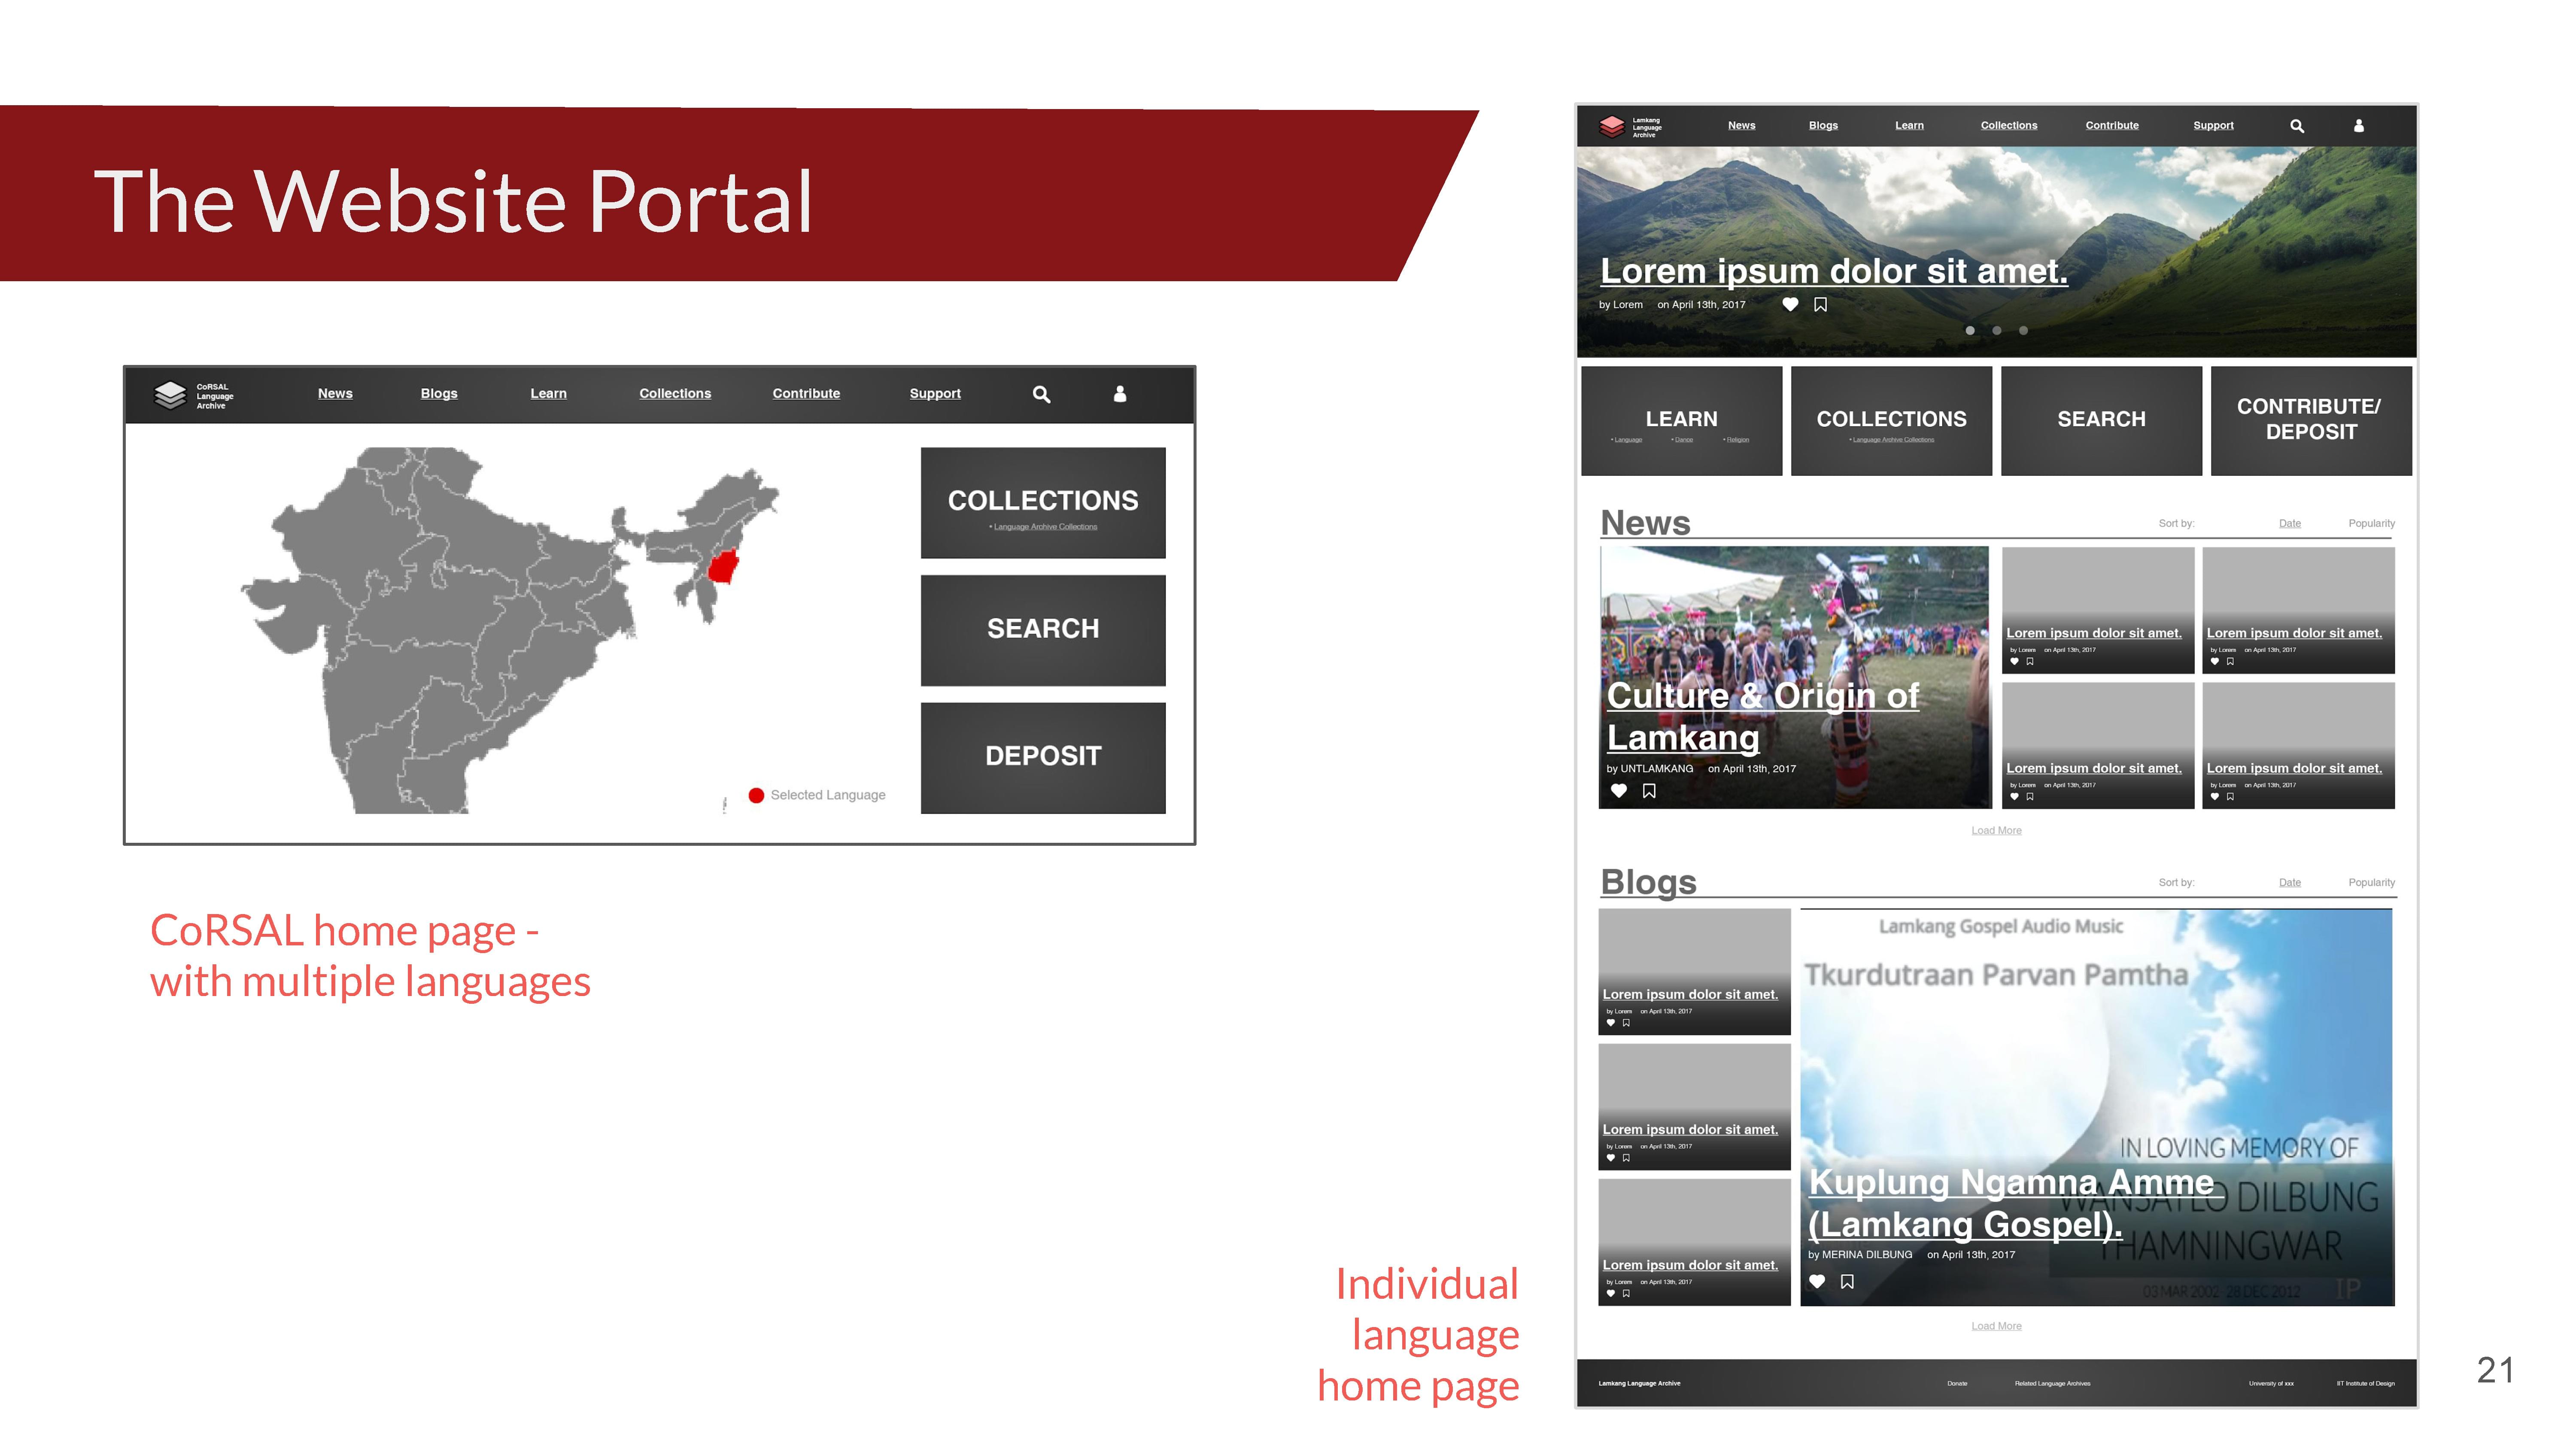 The Website Portal
CoRSAL
Language
Archive
News Blogs Learn Collections Contribute Support
COLLECTIONS
• Language Archive Collections
SEARCH
DEPOSIT
Selected Language
CoRSAL home page -
with multiple languages
Individual
language
home page
Lamkang
Language
Archive
News Blogs Learn Collections Contribute Support
Lorem ipsum dolor sit amet.
by Lorem on April 13th, 2017
LEARN
• Language • Dance • Religion
COLLECTIONS
• Language Archive Collections
SEARCH
CONTRIBUTE/
DEPOSIT
News
Sort by: Date Popularity
Culture & Origin of
Lamkang
by UNTLAMKANG on April 13th, 2017
Lorem ipsum dolor sit amet.
by Lorem on April 13th, 2017
Lorem ipsum dolor sit amet.
by Lorem on April 13th, 2017
Lorem ipsum dolor sit amet.
by Lorem on April 13th, 2017
Lorem ipsum dolor sit amet.
by Lorem on April 13th, 2017
Load More
Blogs
Sort by: Date Popularity
Lorem ipsum dolor sit amet.
by Lorem on April 13th, 2017
Lorem ipsum dolor sit amet.
by Lorem on April 13th, 2017
Lorem ipsum dolor sit amet.
by Lorem on April 13th, 2017
Lamkang Gospel Audio Music
Tkurdutraan Parvan Pamtha
IN LOVING MEMORY OF
DILBUNG
THAMNINGWAR
03 MAR 2002- 28 DEC 2012
IP
Kuplung Ngamna Amme
(Lamkang Gospel).
by MERINA DILBUNG on April 13th, 2017
Load More
Lamkang Language Archive Donate Related Language Archives University of xxx IIT Institute of Design
21